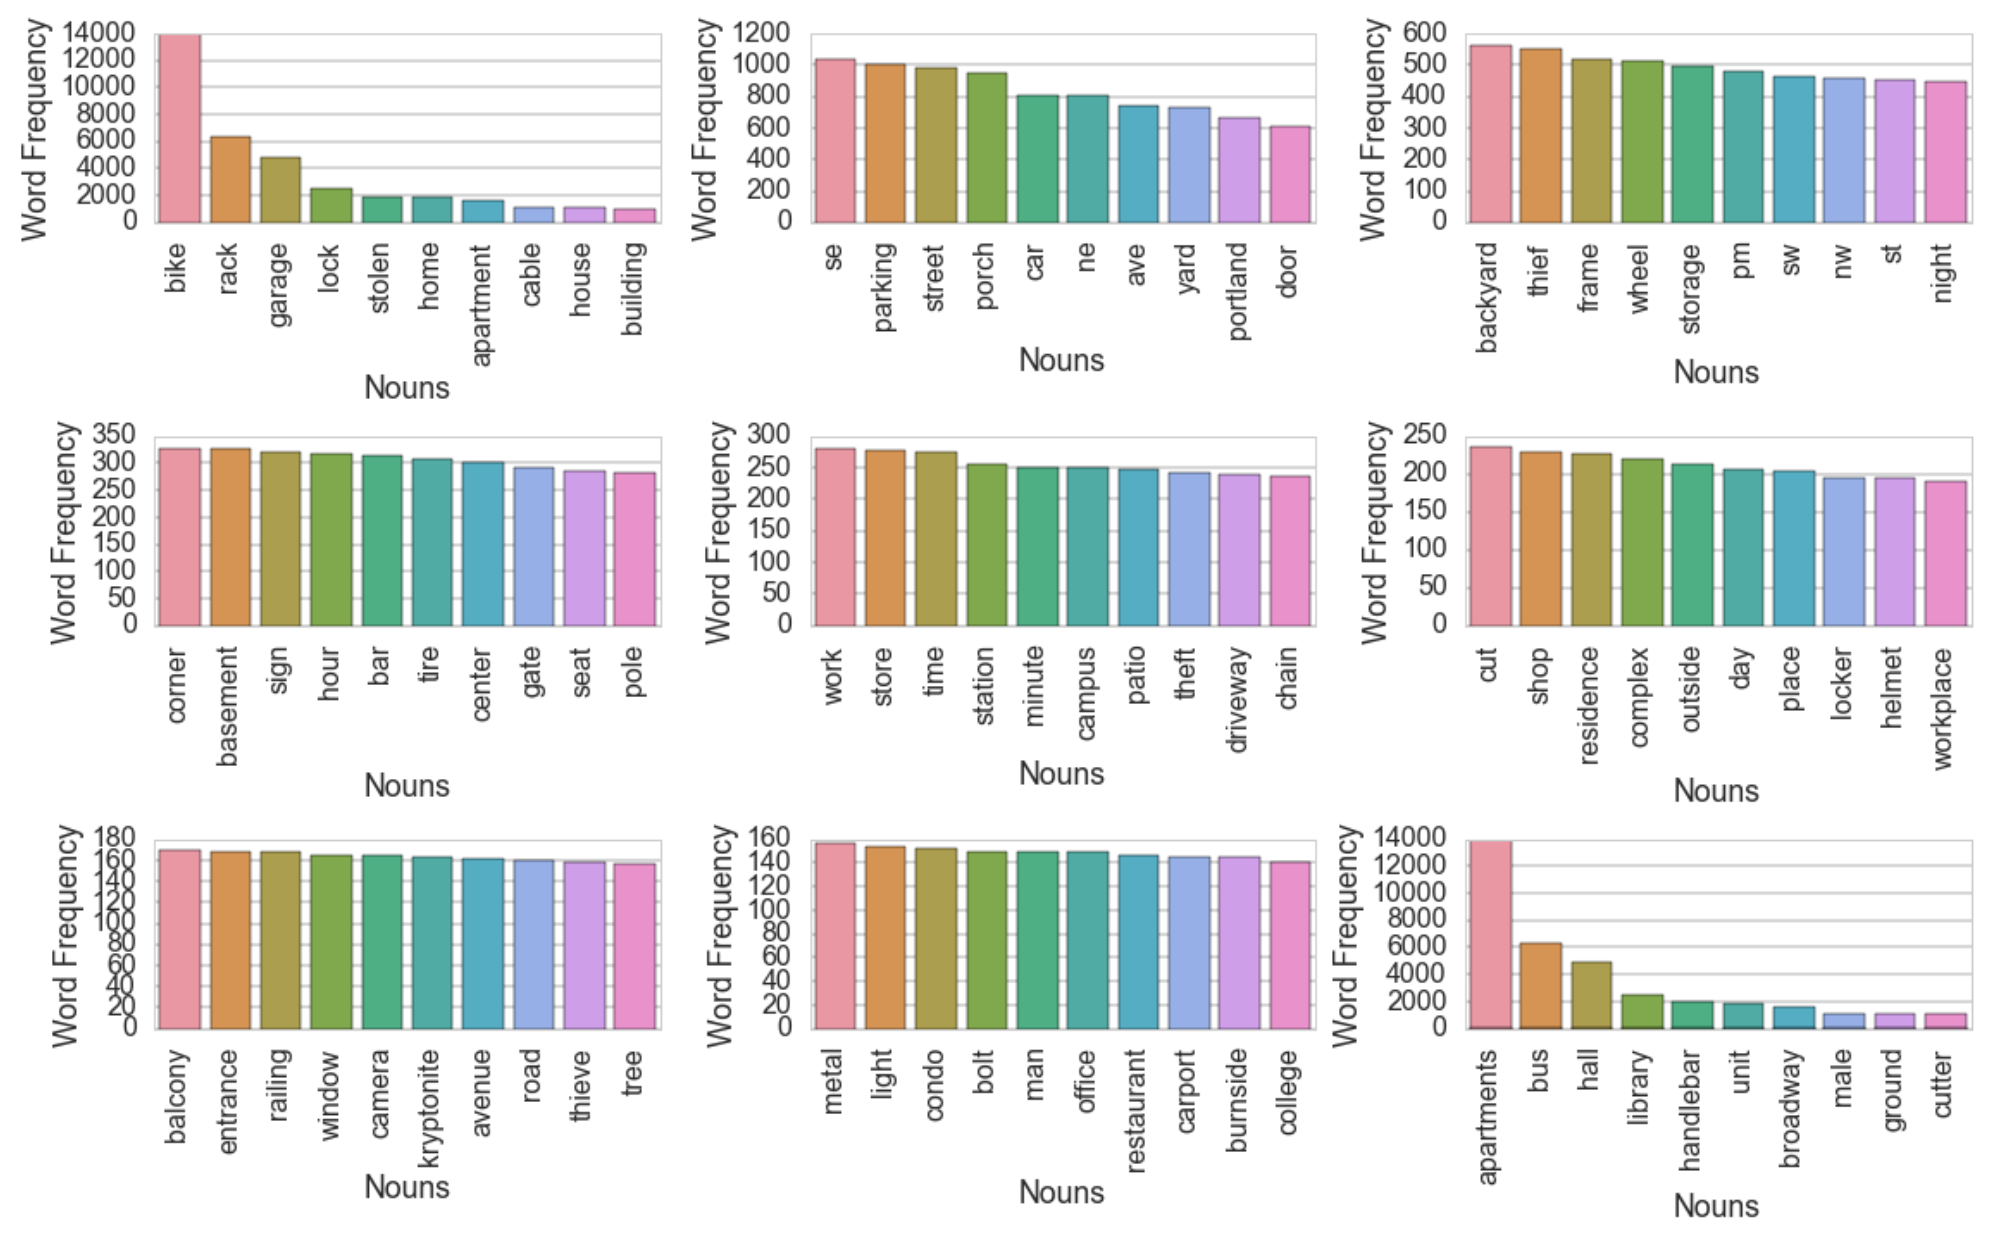 14000
12000
10000
8000
6000
4000
2000
0
Word Frequency
bike
rack
garage
lock
stolen
home
apartment
cable
house
building
Nouns
1200
1000
800
600
400
200
0
Word Frequency
se
parking
street
porch
car
ne
ave
yard
portland
door
Nouns
600
500
400
300
200
100
0
Word Frequency
backyard
thief
frame
wheel
storage
pm
sw
nw
st
night
Nouns
350
300
250
200
150
100
50
0
Word Frequency
corner
basement
sign
hour
bar
tire
center
gate
seat
pole
Nouns
300
250
200
150
100
50
0
Word Frequency
work
store
time
station
minute
campus
patio
theft
driveway
chain
Nouns
250
200
150
100
50
0
Word Frequency
cut
shop
residence
complex
outside
day
place
locker
helmet
workplace
Nouns
180
160
140
120
100
80
60
40
20
0
Word Frequency
balcony
entrance
railing
window
camera
kryptonite
avenue
road
thieve
tree
Nouns
160
140
120
100
80
60
40
20
0
Word Frequency
metal
light
condo
bolt
man
office
restaurant
carport
burnside
college
Nouns
14000
12000
10000
8000
6000
4000
2000
0
Word Frequency
apartments
bus
hall
library
handlebar
unit
broadway
male
ground
cutter
Nouns